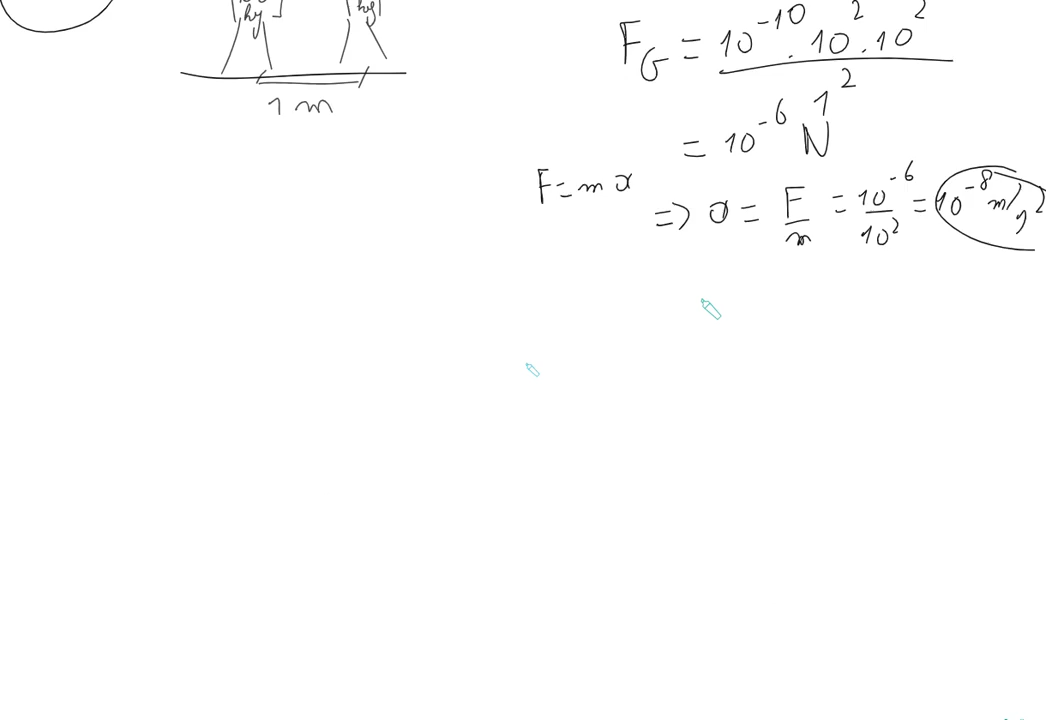 kg kg
1 m
F_G = 10^-10 . 10^2 . 10^2 / 1^2
= 10^-6 N
F = m a
=> a = F/m = 10^-6/10^2 = 10^-8 m/s^2